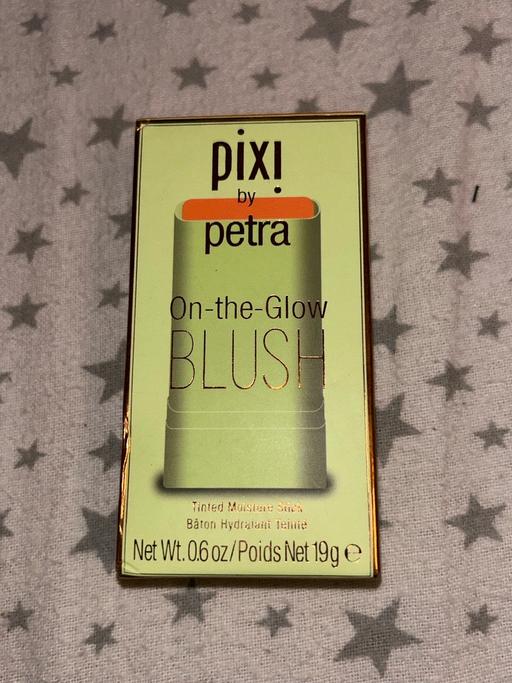 pixi
by
petra
On-the-Glow
BLUSH
Tinted Moisture Stick
Bâton Hydratant Teinté
Net Wt. 0.6 oz/Poids Net 19g ℮